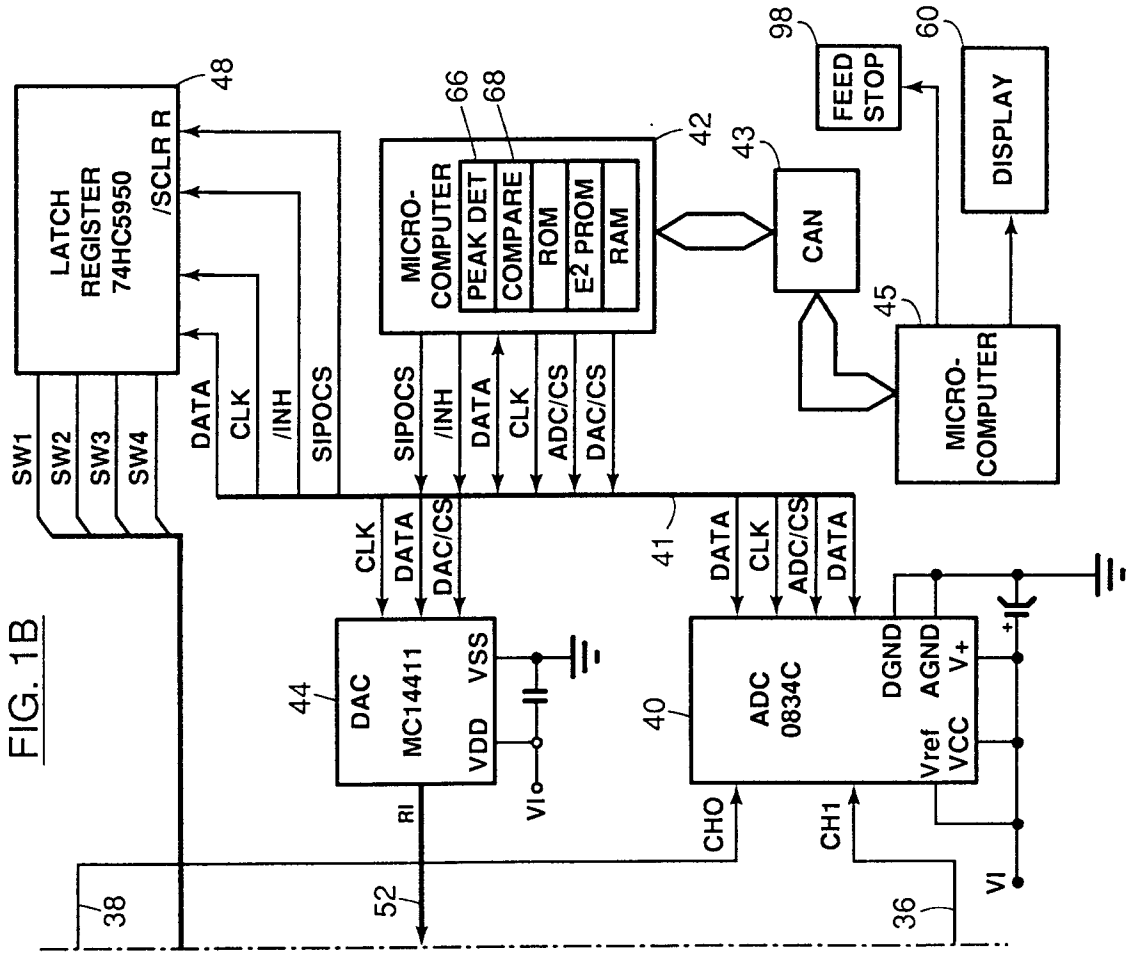 FIG. 1B
SW1
SW2
SW3
SW4
LATCH
REGISTER
74HC5950
/SCLR R
48
DATA
CLK
/INH
SIPOCS
MICRO-
COMPUTER
PEAK DET
COMPARE
ROM
E² PROM
RAM
66
68
42
SIPOCS
/INH
DATA
CLK
ADC/CS
DAC/CS
41
CLK
DATA
DAC/CS
DAC
MC14411
VDD
VSS
44
VI
RI
52
38
DATA
CLK
ADC/CS
DATA
ADC
0834C
Vref
VCC
DGND
AGND
V+
40
CHO
CH1
36
VI
+
CAN
43
MICRO-
COMPUTER
45
FEED
STOP
98
DISPLAY
60